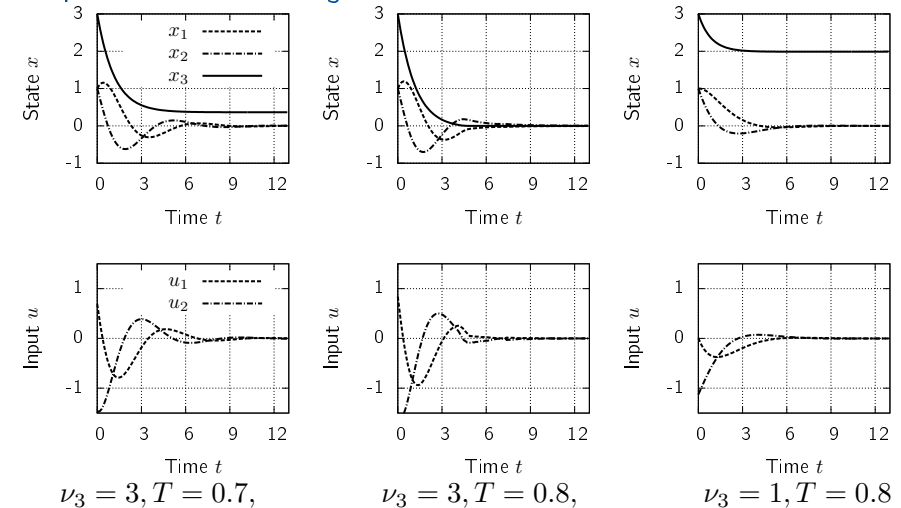 3 3 3
2 2 2
1 1 1
0 0 0
-1 -1 -1
State x State x State x
x₁
x₂
x₃
0 3 6 9 12 0 3 6 9 12 0 3 6 9 12
Time t Time t Time t
1 1 1
0 0 0
-1 -1 -1
Input u Input u Input u
u₁
u₂
0 3 6 9 12 0 3 6 9 12 0 3 6 9 12
Time t Time t Time t
ν₃ = 3, T = 0.7, ν₃ = 3, T = 0.8, ν₃ = 1, T = 0.8